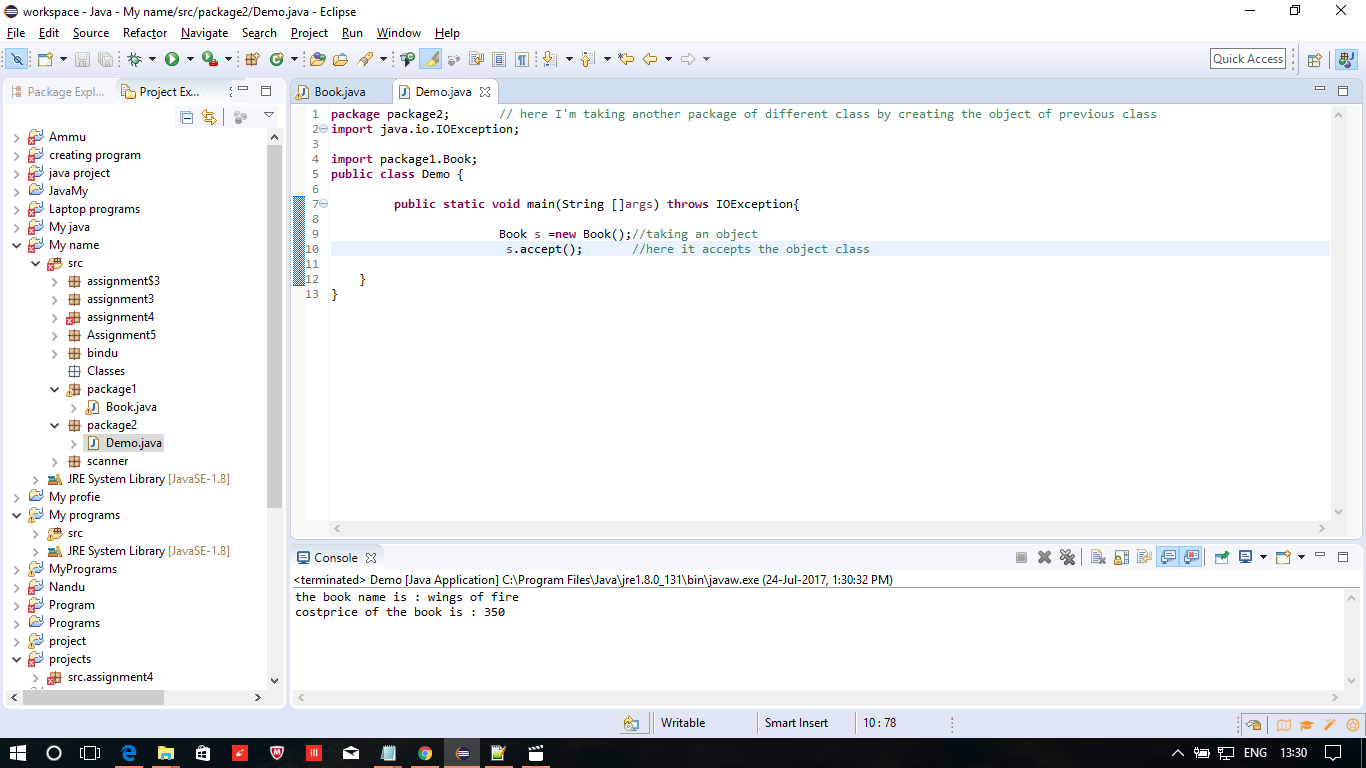 workspace - Java - My name/src/package2/Demo.java - Eclipse
File Edit Source Refactor Navigate Search Project Run Window Help
Quick Access
Package Expl...
Project Ex...
Ammu
creating program
java project
JavaMy
Laptop programs
My java
My name
src
assignment$3
assignment3
assignment4
Assignment5
bindu
Classes
package1
Book.java
package2
Demo.java
scanner
JRE System Library [JavaSE-1.8]
My profie
My programs
src
JRE System Library [JavaSE-1.8]
MyPrograms
Nandu
Program
Programs
project
projects
src.assignment4
Book.java
Demo.java
1 package package2; // here I'm taking another package of different class by creating the object of previous class
2 import java.io.IOException;
3
4 import package1.Book;
5 public class Demo {
6
7 public static void main(String []args) throws IOException{
8
9 Book s =new Book();//taking an object
10 s.accept(); //here it accepts the object class
11
12 }
13 }
Console
<terminated> Demo [Java Application] C:\Program Files\Java\jre1.8.0_131\bin\javaw.exe (24-Jul-2017, 1:30:32 PM)
the book name is : wings of fire
costprice of the book is : 350
Writable
Smart Insert
10 : 78
ENG
13:30